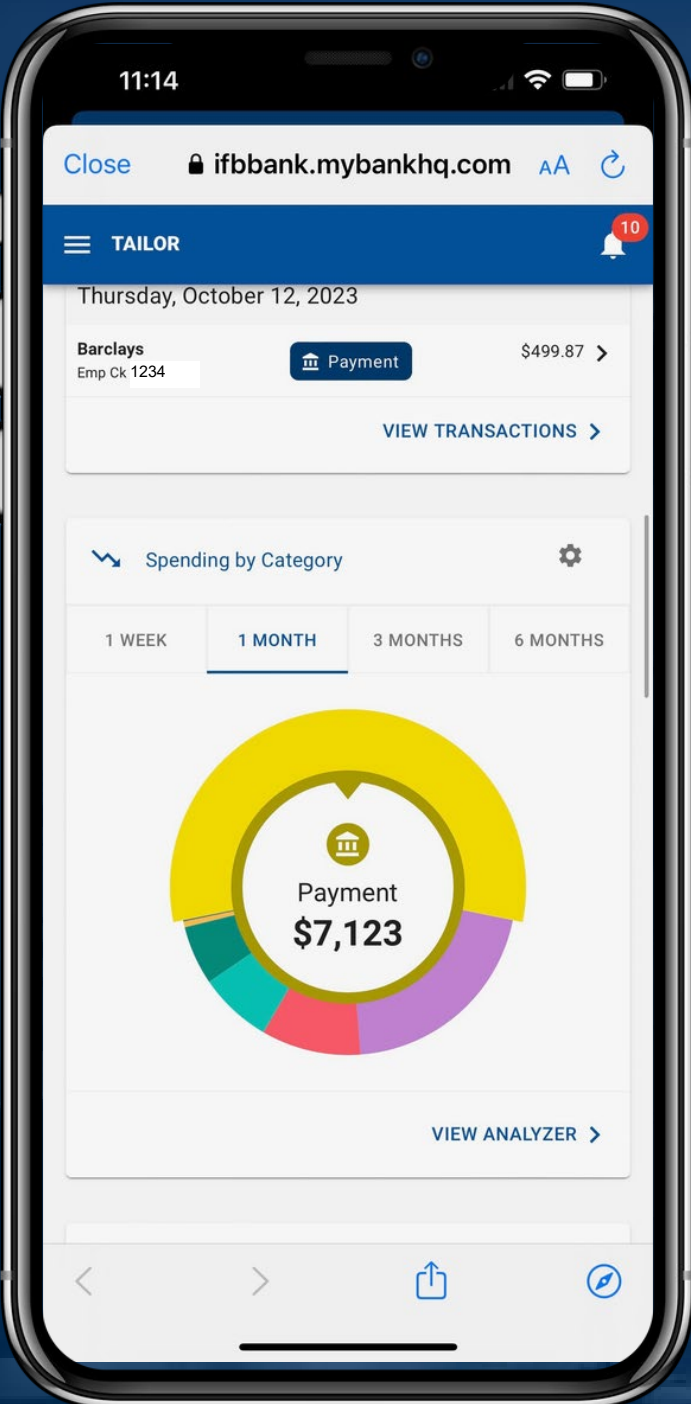 11:14
Close ifbbank.mybankhq.com AA
TAILOR 10
Thursday, October 12, 2023
Barclays Payment $499.87
Emp Ck 1234
VIEW TRANSACTIONS
Spending by Category
1 WEEK 1 MONTH 3 MONTHS 6 MONTHS
Payment
$7,123
VIEW ANALYZER